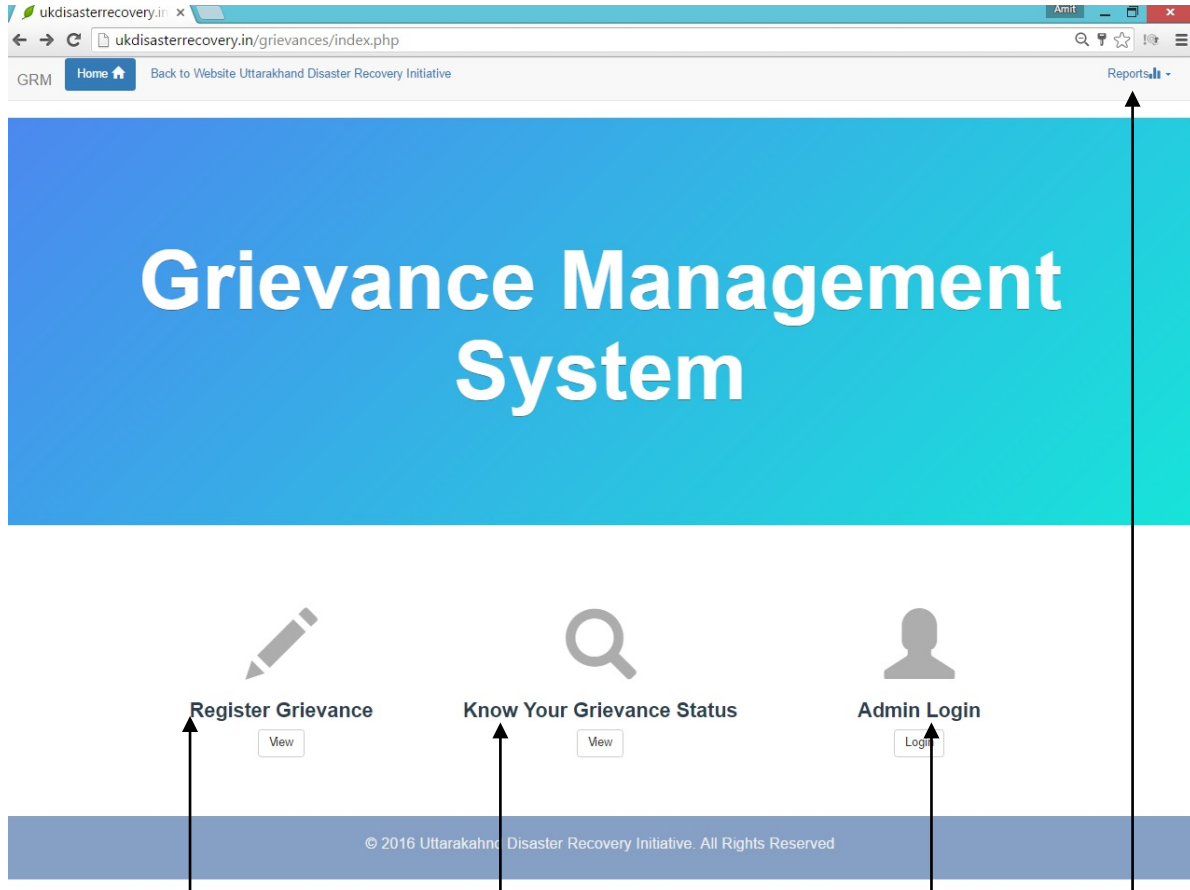 ukdisasterrecovery.in
Amit
ukdisasterrecovery.in/grievances/index.php
GRM
Home
Back to Website Uttarakhand Disaster Recovery Initiative
Reports
Grievance Management
System
Register Grievance
Know Your Grievance Status
Admin Login
View
View
Login
© 2016 Uttarakahnd Disaster Recovery Initiative. All Rights Reserved